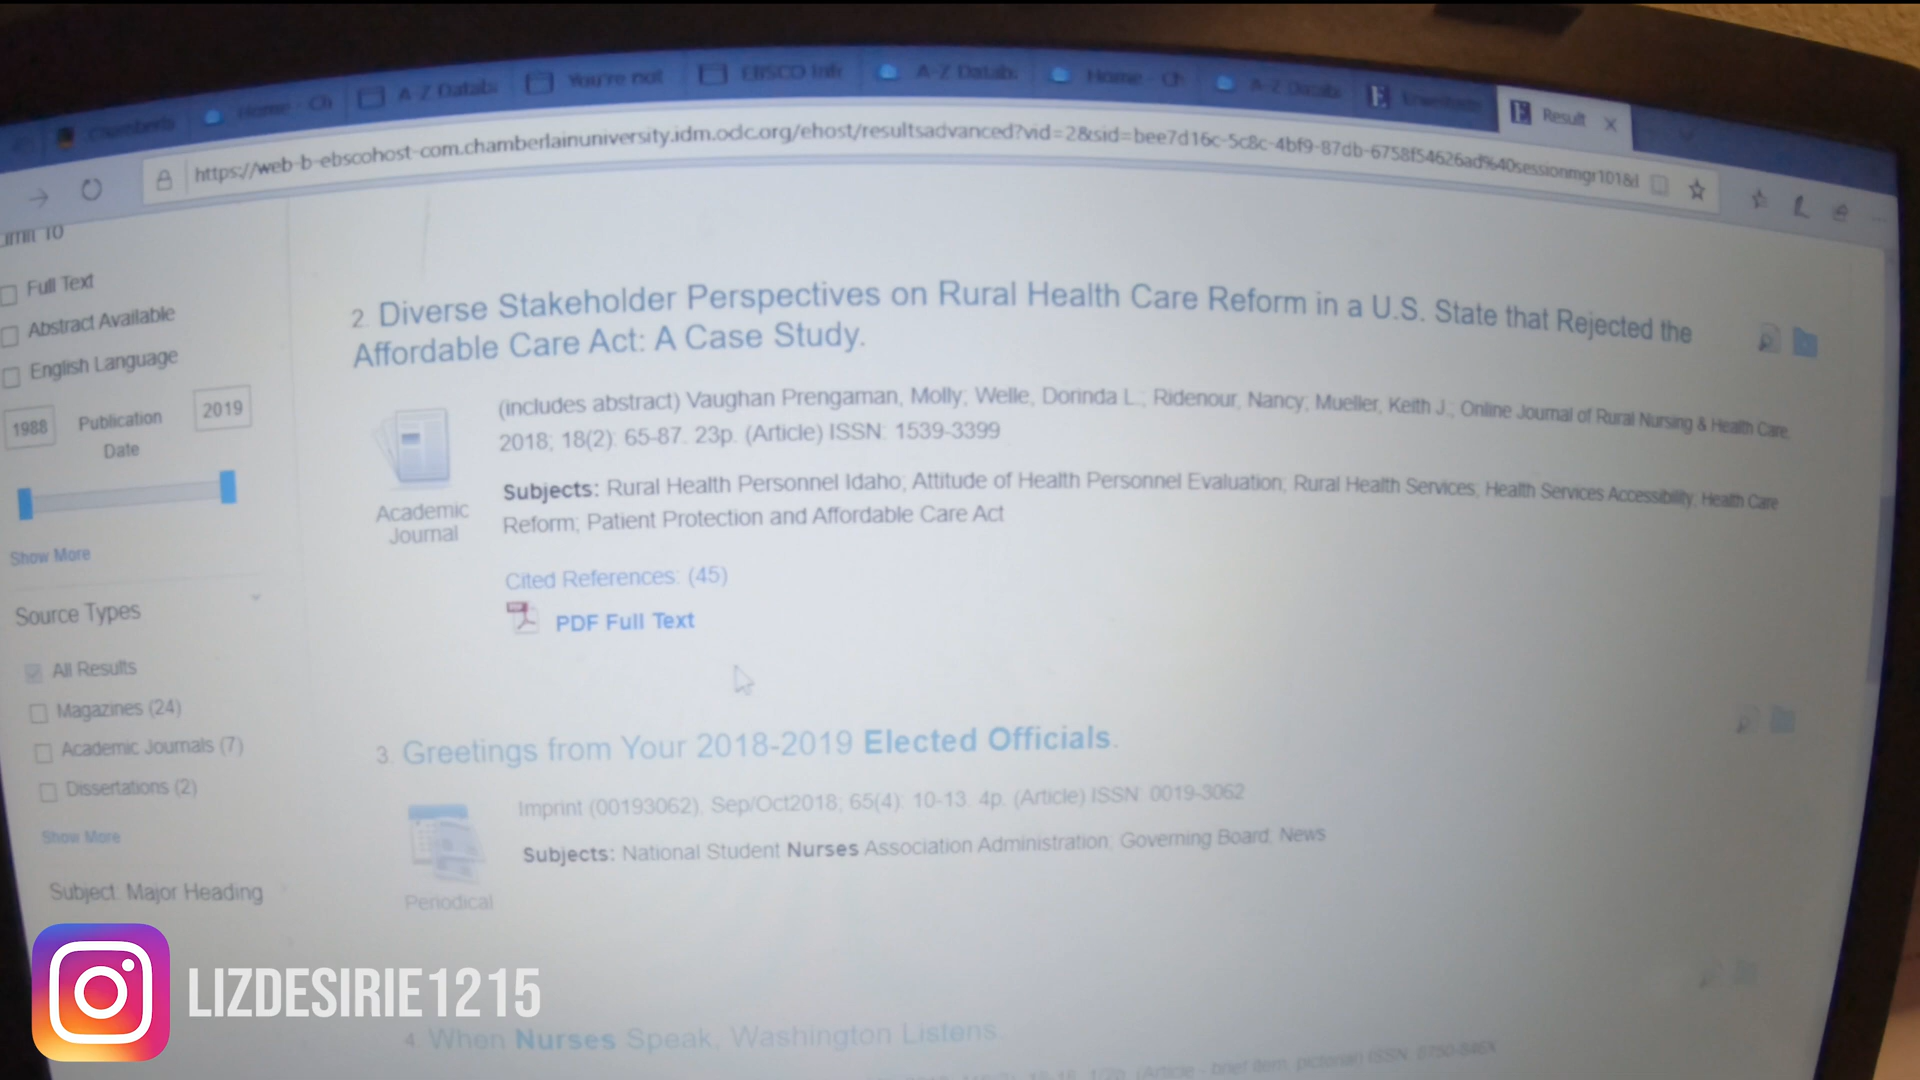 Home - Ch
A-Z Databa
You're not
EBSCO Infr
A-Z Datab
Home - Ch
A-Z Databa
Result
https://web-b-ebscohost-com.chamberlainuniversity.idm.oclc.org/ehost/resultsadvanced?vid=2&sid=bee7d16c-5c8c-4bf9-87db-6758f54626ad%40sessionmgr101&
Full Text
Abstract Available
English Language
1988 Publication Date 2019
Show More
Source Types
All Results
Magazines (24)
Academic Journals (7)
Dissertations (2)
Show More
Subject: Major Heading
2. Diverse Stakeholder Perspectives on Rural Health Care Reform in a U.S. State that Rejected the
Affordable Care Act: A Case Study.
(includes abstract) Vaughan Prengaman, Molly; Welle, Dorinda L.; Ridenour, Nancy; Mueller, Keith J.; Online Journal of Rural Nursing & Health Care,
2018; 18(2): 65-87. 23p. (Article) ISSN: 1539-3399
Academic
Journal
Subjects: Rural Health Personnel Idaho; Attitude of Health Personnel Evaluation; Rural Health Services; Health Services Accessibility; Health Care
Reform; Patient Protection and Affordable Care Act
Cited References: (45)
PDF Full Text
3. Greetings from Your 2018-2019 Elected Officials.
Imprint (00193062), Sep/Oct2018; 65(4): 10-13. 4p. (Article) ISSN: 0019-3062
Subjects: National Student Nurses Association Administration; Governing Board; News
Periodical
4. When Nurses Speak, Washington Listens.
LIZDESIRIE1215